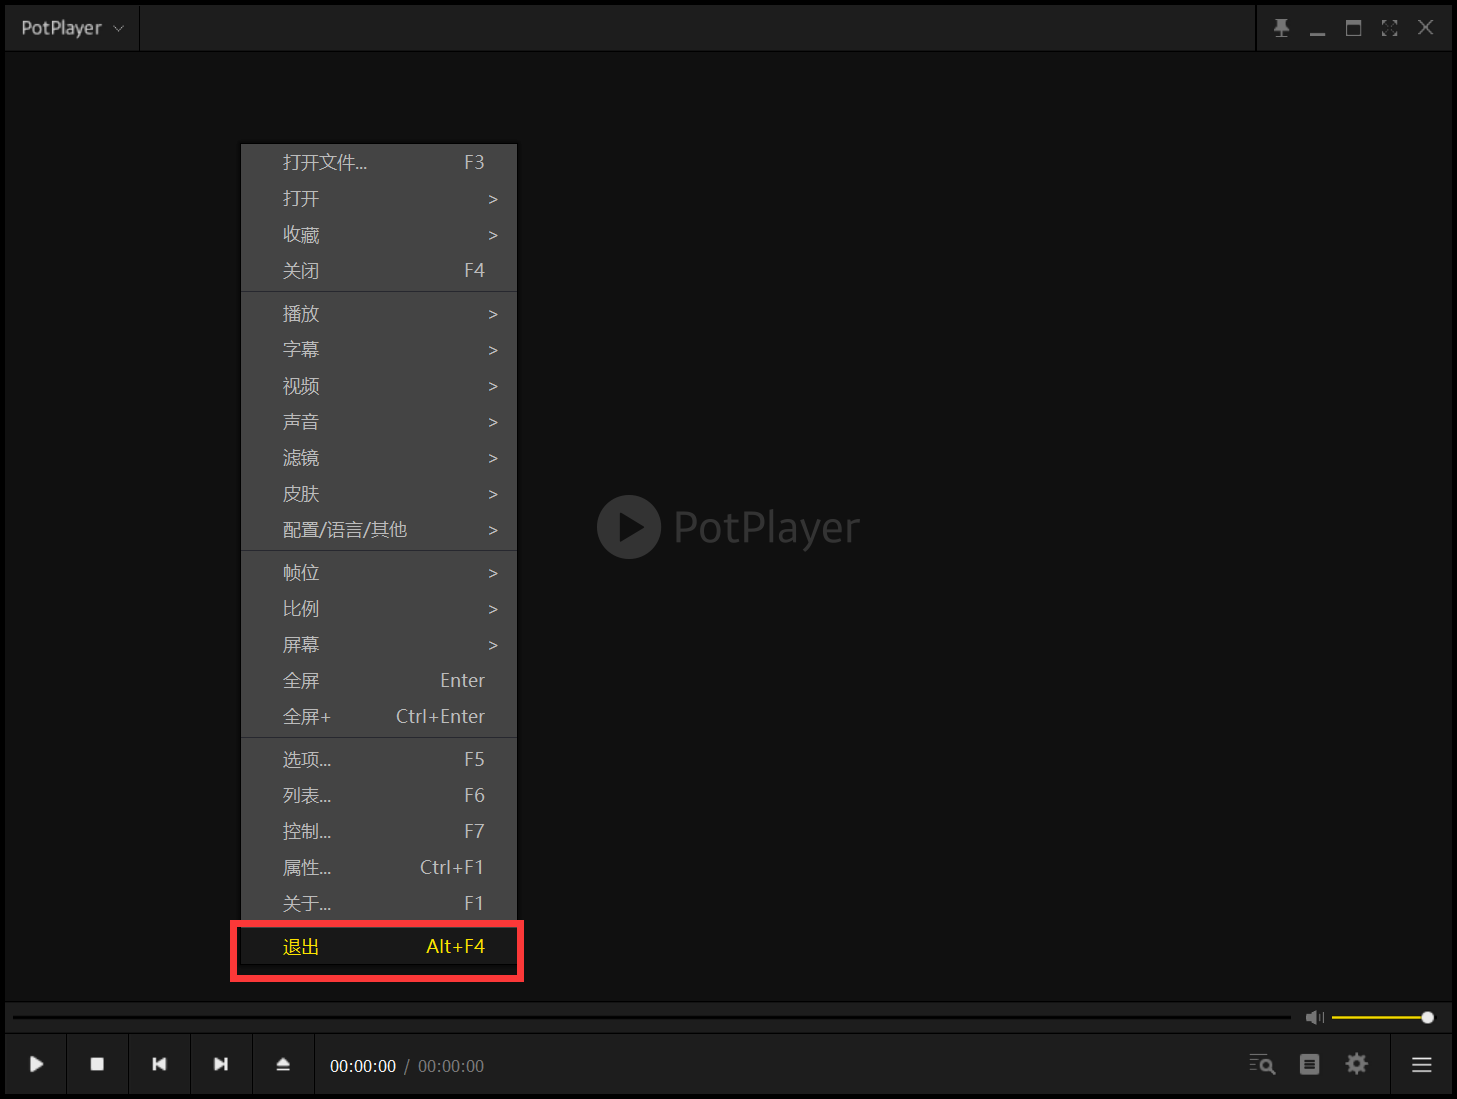 PotPlayer
打开文件... F3
打开 >
收藏 >
关闭 F4
播放 >
字幕 >
视频 >
声音 >
滤镜 >
皮肤 >
配置/语言/其他 >
PotPlayer
帧位 >
比例 >
屏幕 >
全屏 Enter
全屏+ Ctrl+Enter
选项... F5
列表... F6
控制... F7
属性... Ctrl+F1
关于... F1
退出 Alt+F4
00:00:00 / 00:00:00